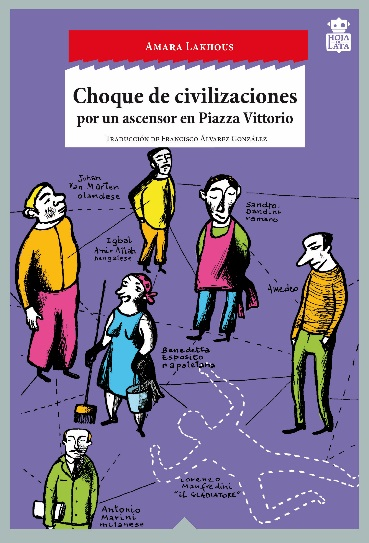 Amara Lakhous
HOJA
DE
LATA
Choque de civilizaciones
por un ascensor en Piazza Vittorio
Traducción de Francisco Álvarez González
Johan
Van Marten
olandese
Sandro
Dandini
romano
Iqbal
Amir Allah
bangalese
Amedeo
Benedetta
Esposito
napoletana
Lorenzo
Manfredini
"IL GLADIATORE"
Antonio
Marini
milanese